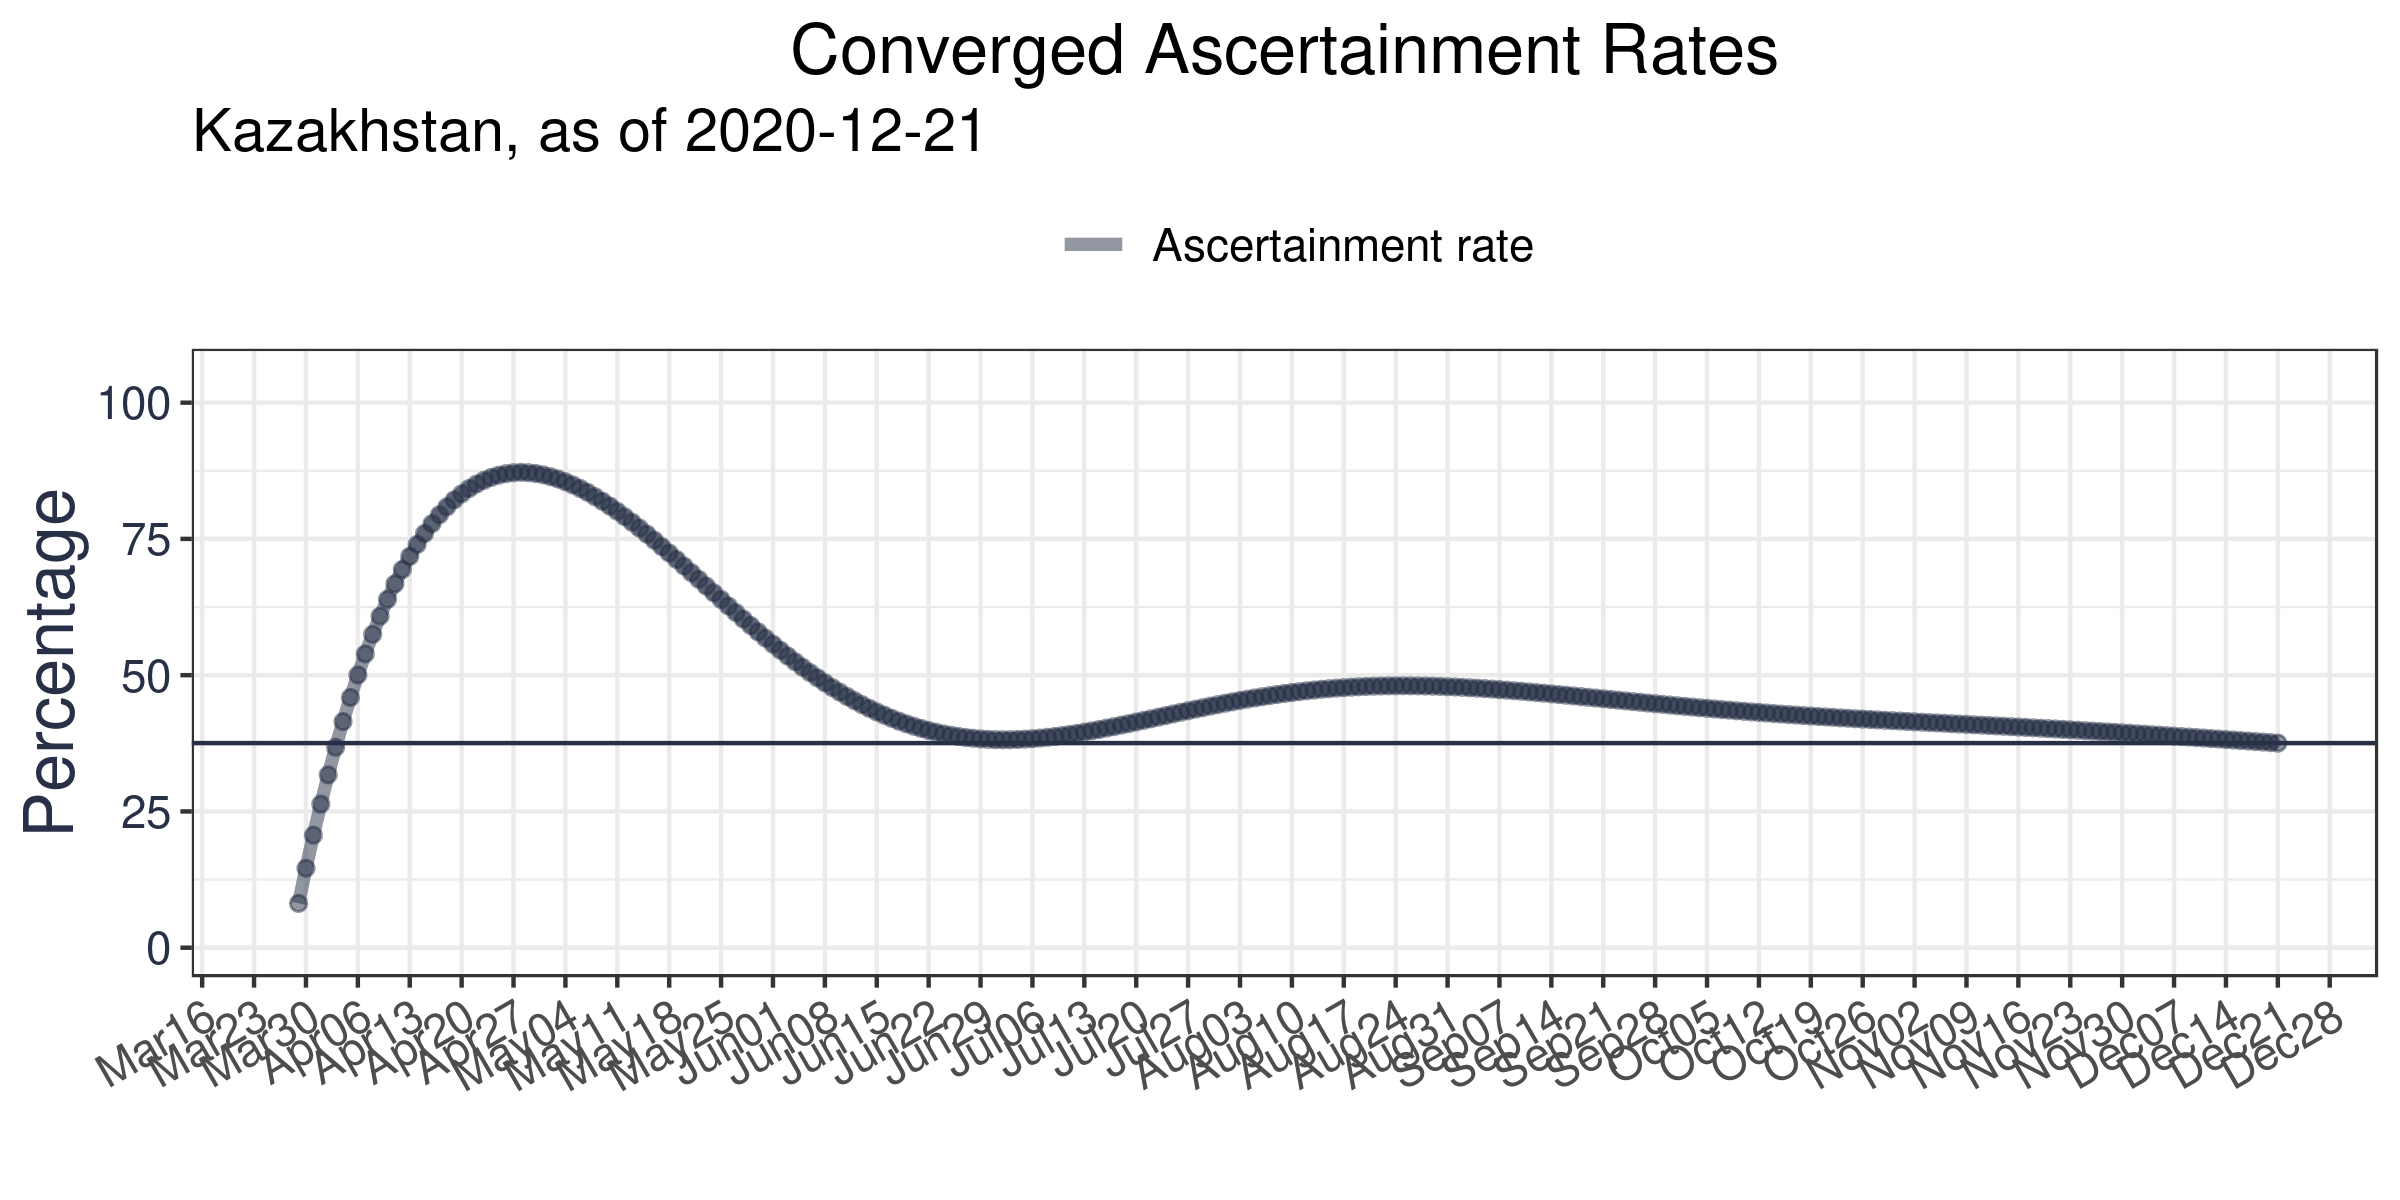 Converged Ascertainment Rates
Kazakhstan, as of 2020-12-21
Ascertainment rate
Percentage
100
75
50
25
0
Mar16
Mar23
Mar30
Apr06
Apr13
Apr20
Apr27
May04
May11
May18
May25
Jun01
Jun08
Jun15
Jun22
Jun29
Jul06
Jul13
Jul20
Jul27
Aug03
Aug10
Aug17
Aug24
Aug31
Sep07
Sep14
Sep21
Sep28
Oct05
Oct12
Oct19
Oct26
Nov02
Nov09
Nov16
Nov23
Nov30
Dec07
Dec14
Dec21
Dec28